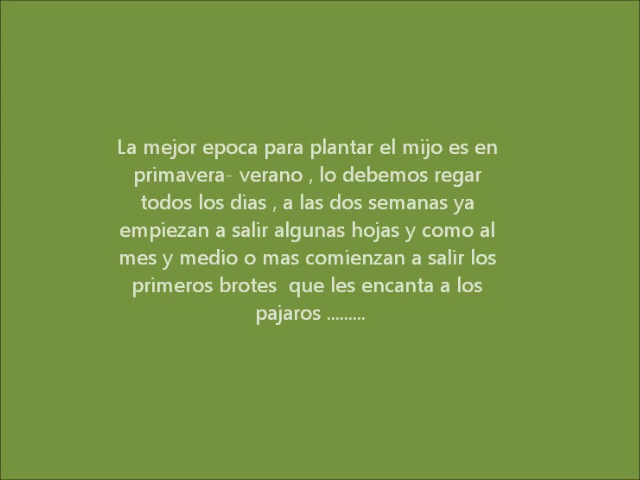 La mejor epoca para plantar el mijo es en
primavera- verano , lo debemos regar
todos los dias , a las dos semanas ya
empiezan a salir algunas hojas y como al
mes y medio o mas comienzan a salir los
primeros brotes  que les encanta a los
pajaros .........